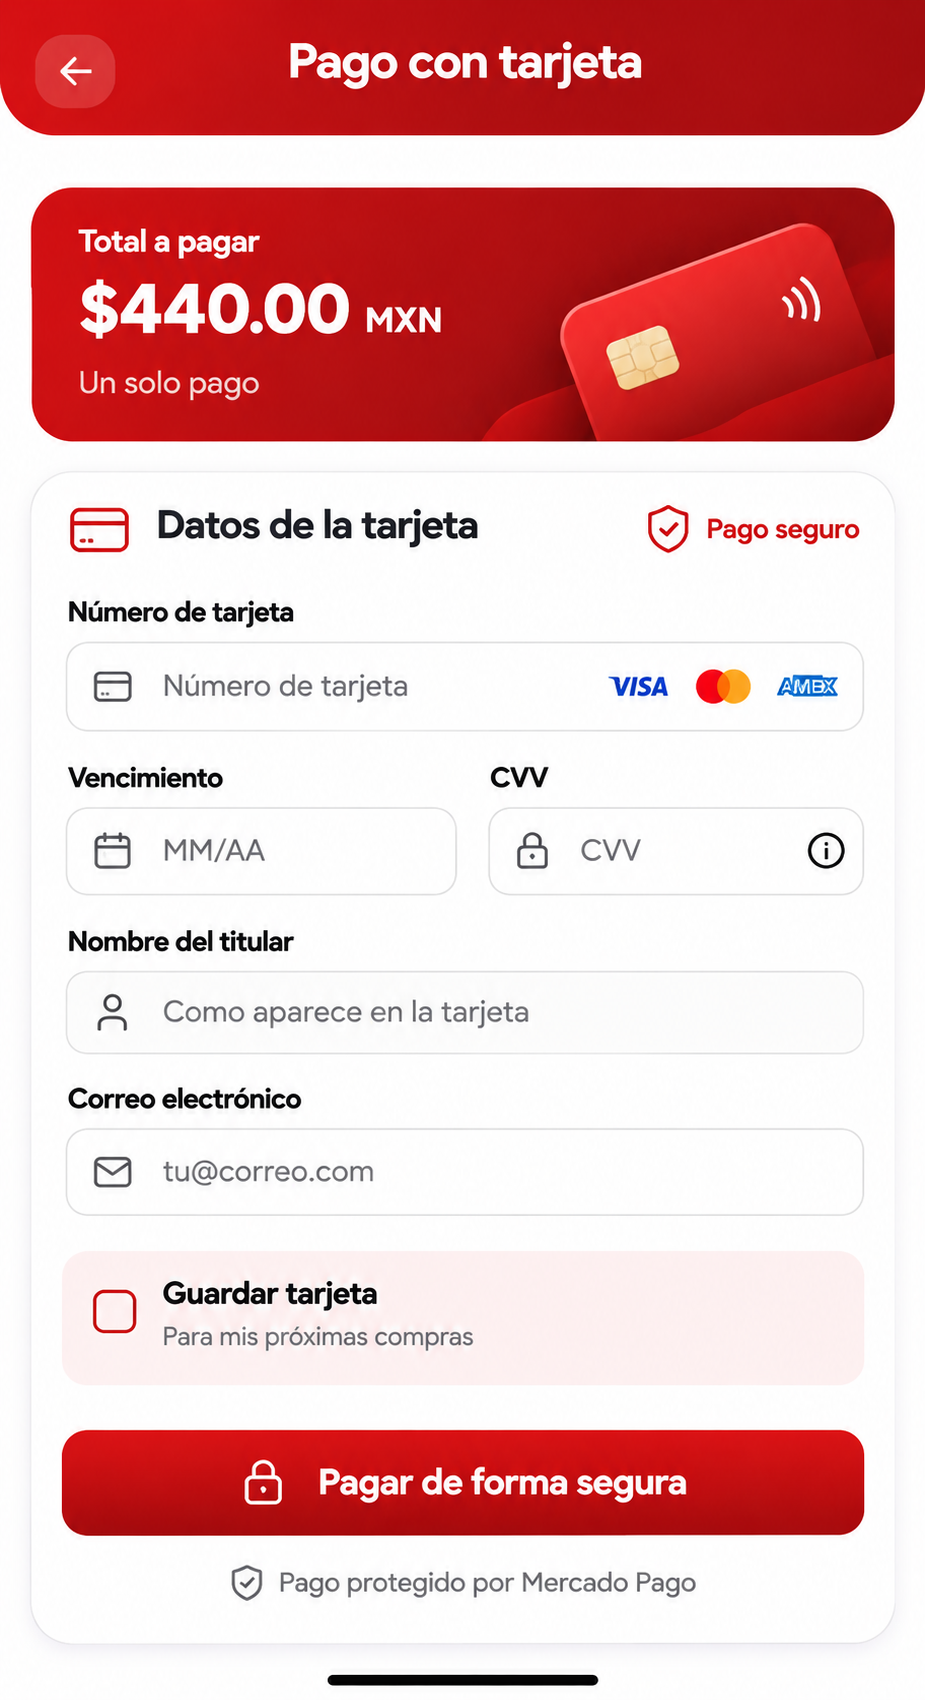 Pago con tarjeta
Total a pagar
$440.00 MXN
Un solo pago
Datos de la tarjeta
Pago seguro
Número de tarjeta
Número de tarjeta
VISA
AMEX
Vencimiento
CVV
MM/AA
CVV
Nombre del titular
Como aparece en la tarjeta
Correo electrónico
tu@correo.com
Guardar tarjeta
Para mis próximas compras
Pagar de forma segura
Pago protegido por Mercado Pago